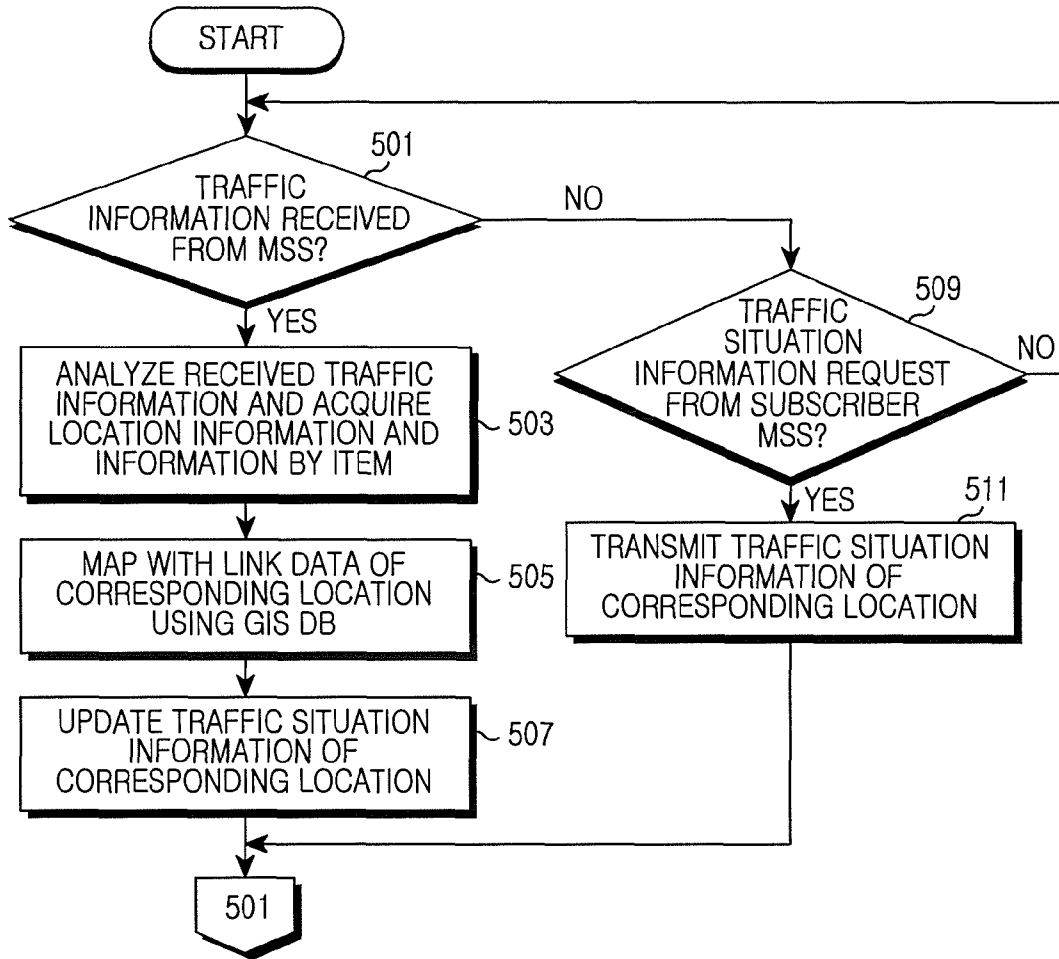 START
501
TRAFFIC
INFORMATION RECEIVED
FROM MSS?
NO
YES
509
TRAFFIC
SITUATION
INFORMATION REQUEST
FROM SUBSCRIBER
MSS?
NO
YES
ANALYZE RECEIVED TRAFFIC
INFORMATION AND ACQUIRE
LOCATION INFORMATION AND
INFORMATION BY ITEM
503
511
TRANSMIT TRAFFIC SITUATION
INFORMATION OF
CORRESPONDING LOCATION
MAP WITH LINK DATA OF
CORRESPONDING LOCATION
USING GIS DB
505
UPDATE TRAFFIC SITUATION
INFORMATION OF
CORRESPONDING LOCATION
507
501